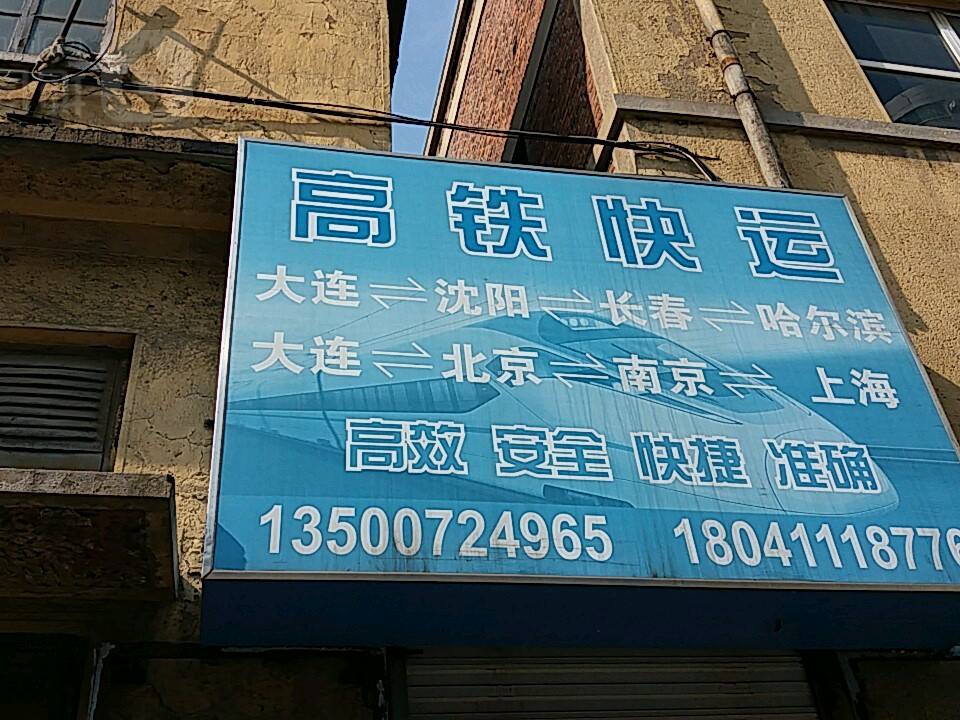 高铁快运
大连⇌沈阳⇌长春⇌哈尔滨
大连⇌北京⇌南京⇌上海
高效 安全 快捷 准确
13500724965 18041118776